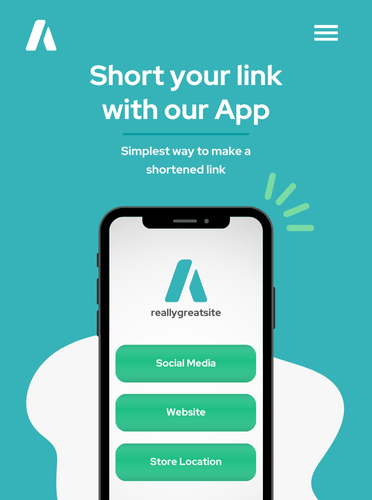 Short your link
with our App
Simplest way to make a
shortened link
reallygreatsite
Social Media
Website
Store Location